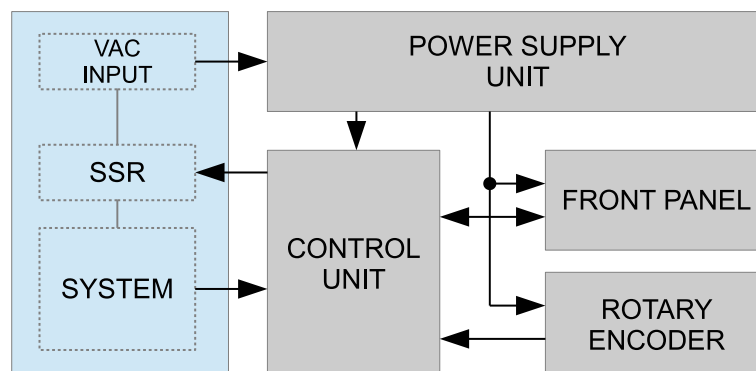 VAC
INPUT
POWER SUPPLY
UNIT
SSR
FRONT PANEL
CONTROL
UNIT
SYSTEM
ROTARY
ENCODER